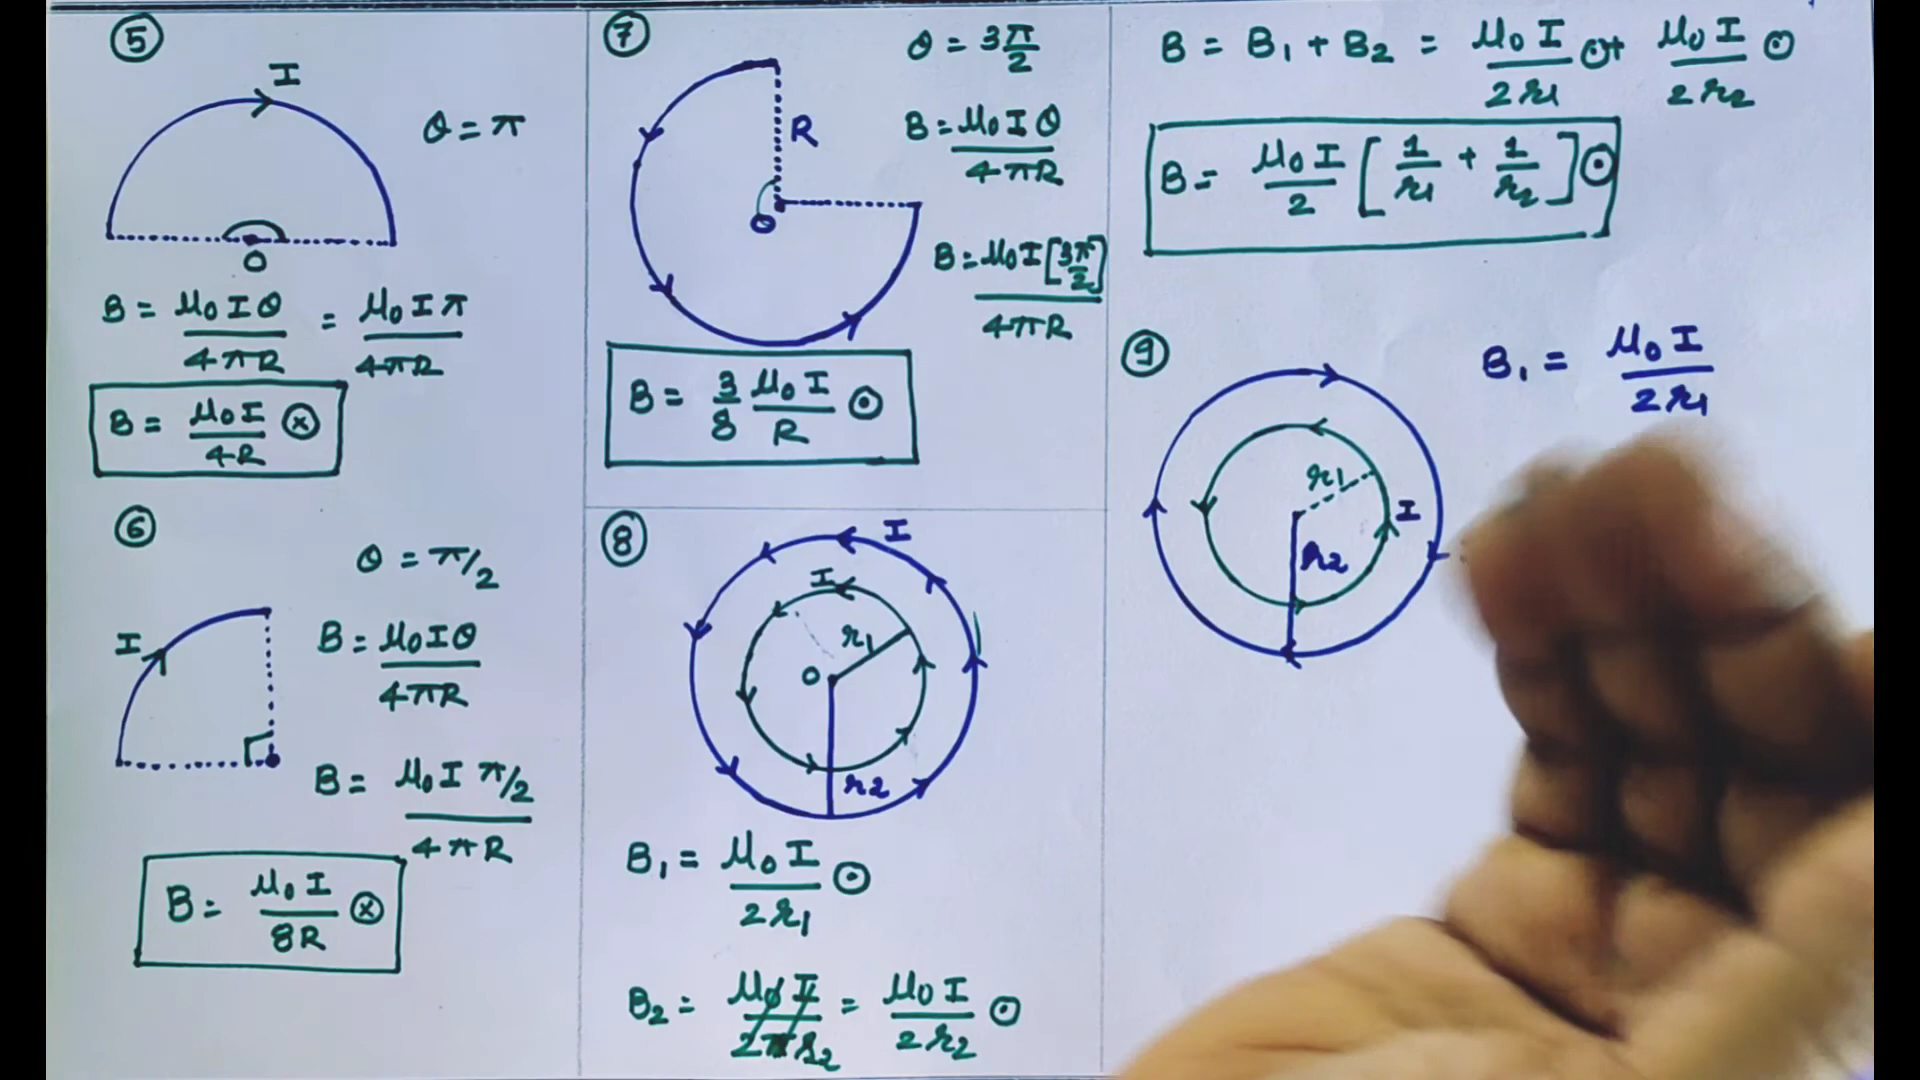 5
I
θ = π
O
B = μ₀Iθ/4πR = μ₀Iπ/4πR
B = μ₀I/4R ⊗
6
θ = π/2
I
B = μ₀Iθ/4πR
B = μ₀I π/2/4πR
B = μ₀I/8R ⊗
7
θ = 3π/2
R
B = μ₀Iθ/4πR
θ
B = μ₀I[3π/2]/4πR
B = 3/8 μ₀I/R ⊙
8
I
I
r₁
O
r₂
B₁ = μ₀I/2r₁ ⊙
B₂ = μ₀I/2πr₂ = μ₀I/2r₂ ⊙
B = B₁ + B₂ = μ₀I/2r₁ ⊙ + μ₀I/2r₂ ⊙
B = μ₀I/2 [1/r₁ + 1/r₂] ⊙
9
B₁ = μ₀I/2r₁
r₁
I
r₂